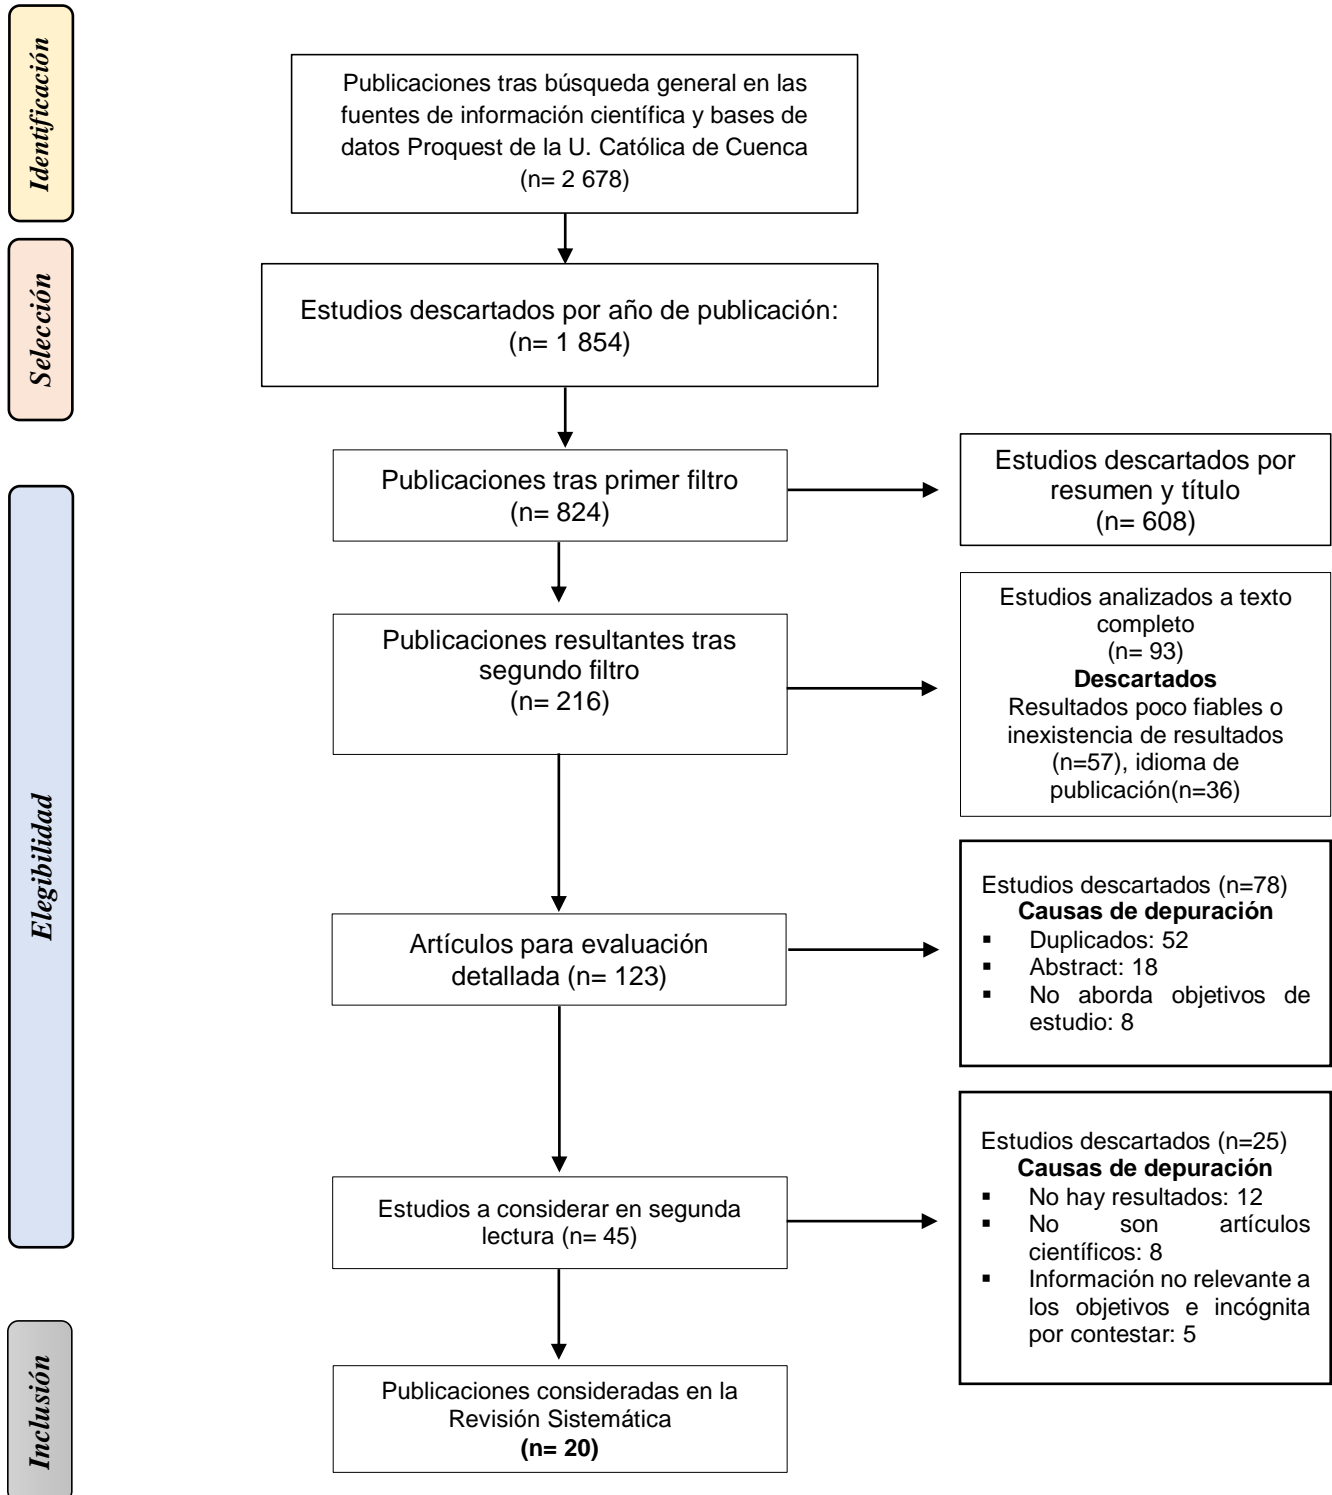 Identificación
Publicaciones tras búsqueda general en las
fuentes de información científica y bases de
datos Proquest de la U. Católica de Cuenca
(n= 2 678)
Selección
Estudios descartados por año de publicación:
(n= 1 854)
Elegibilidad
Publicaciones tras primer filtro
(n= 824)
Estudios descartados por
resumen y título
(n= 608)
Publicaciones resultantes tras
segundo filtro
(n= 216)
Estudios analizados a texto
completo
(n= 93)
Descartados
Resultados poco fiables o
inexistencia de resultados
(n=57), idioma de
publicación(n=36)
Artículos para evaluación
detallada (n= 123)
Estudios descartados (n=78)
Causas de depuración
▪ Duplicados: 52
▪ Abstract: 18
▪ No aborda objetivos de
estudio: 8
Estudios a considerar en segunda
lectura (n= 45)
Estudios descartados (n=25)
Causas de depuración
▪ No hay resultados: 12
▪ No son artículos
científicos: 8
▪ Información no relevante a
los objetivos e incógnita
por contestar: 5
Inclusión
Publicaciones consideradas en la
Revisión Sistemática
(n= 20)